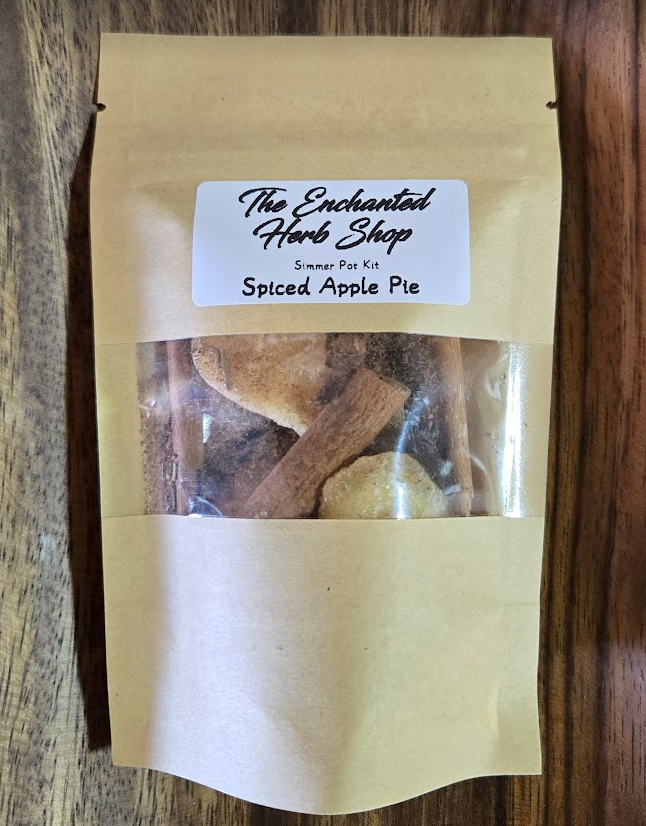 The Enchanted
Herb Shop
Simmer Pot Kit
Spiced Apple Pie